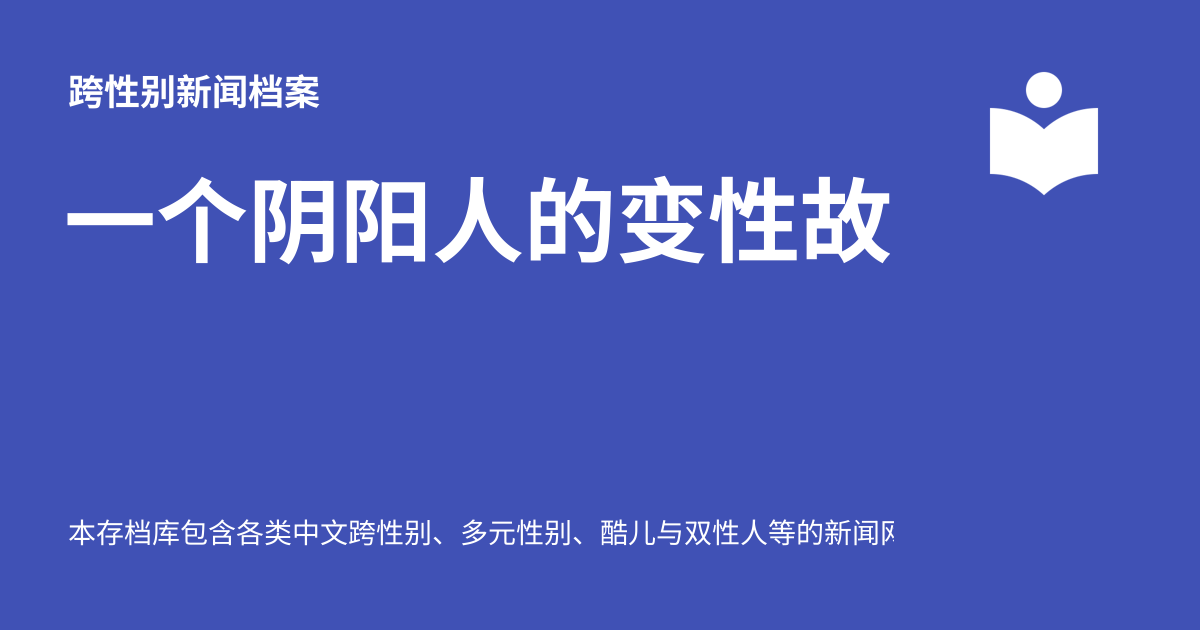 跨性别新闻档案
一个阴阳人的变性故
本存档库包含各类中文跨性别、多元性别、酷儿与双性人等的新闻